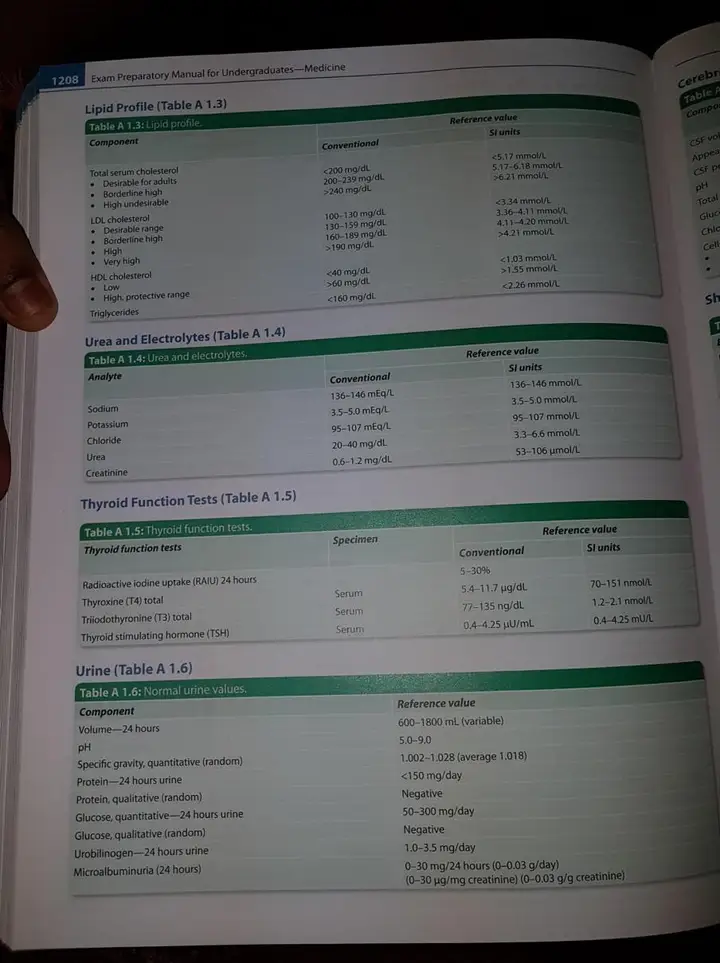 1208 Exam Preparatory Manual for Undergraduates—Medicine
Lipid Profile (Table A 1.3)
Table A 1.3: Lipid profile.
Component Reference value
Conventional SI units
Total serum cholesterol
• Desirable for adults <200 mg/dL <5.17 mmol/L
• Borderline high 200–239 mg/dL 5.17–6.18 mmol/L
• High undesirable >240 mg/dL >6.21 mmol/L
LDL cholesterol
• Desirable range 100–130 mg/dL <3.34 mmol/L
• Borderline high 130–159 mg/dL 3.36–4.11 mmol/L
• High 160–189 mg/dL 4.11–4.20 mmol/L
• Very high >190 mg/dL >4.21 mmol/L
HDL cholesterol
• Low <40 mg/dL <1.03 mmol/L
• High, protective range >60 mg/dL >1.55 mmol/L
Triglycerides <160 mg/dL <2.26 mmol/L
Urea and Electrolytes (Table A 1.4)
Table A 1.4: Urea and electrolytes.
Analyte Reference value
Conventional SI units
Sodium 136–146 mEq/L 136–146 mmol/L
Potassium 3.5–5.0 mEq/L 3.5–5.0 mmol/L
Chloride 95–107 mEq/L 95–107 mmol/L
Urea 20–40 mg/dL 3.3–6.6 mmol/L
Creatinine 0.6–1.2 mg/dL 53–106 µmol/L
Thyroid Function Tests (Table A 1.5)
Table A 1.5: Thyroid function tests.
Thyroid function tests Specimen Reference value
Conventional SI units
Radioactive iodine uptake (RAIU) 24 hours 5–30%
Thyroxine (T4) total Serum 5.4–11.7 µg/dL 70–151 nmol/L
Triiodothyronine (T3) total Serum 77–135 ng/dL 1.2–2.1 nmol/L
Thyroid stimulating hormone (TSH) Serum 0.4–4.25 µU/mL 0.4–4.25 mU/L
Urine (Table A 1.6)
Table A 1.6: Normal urine values.
Component Reference value
Volume—24 hours 600–1800 mL (variable)
pH 5.0–9.0
Specific gravity, quantitative (random) 1.002–1.028 (average 1.018)
Protein—24 hours urine <150 mg/day
Protein, qualitative (random) Negative
Glucose, quantitative—24 hours urine 50–300 mg/day
Glucose, qualitative (random) Negative
Urobilinogen—24 hours urine 1.0–3.5 mg/day
Microalbuminuria (24 hours) 0–30 mg/24 hours (0–0.03 g/day)
(0–30 µg/mg creatinine) (0–0.03 g/g creatinine)
Table A
CSF
pH
Total